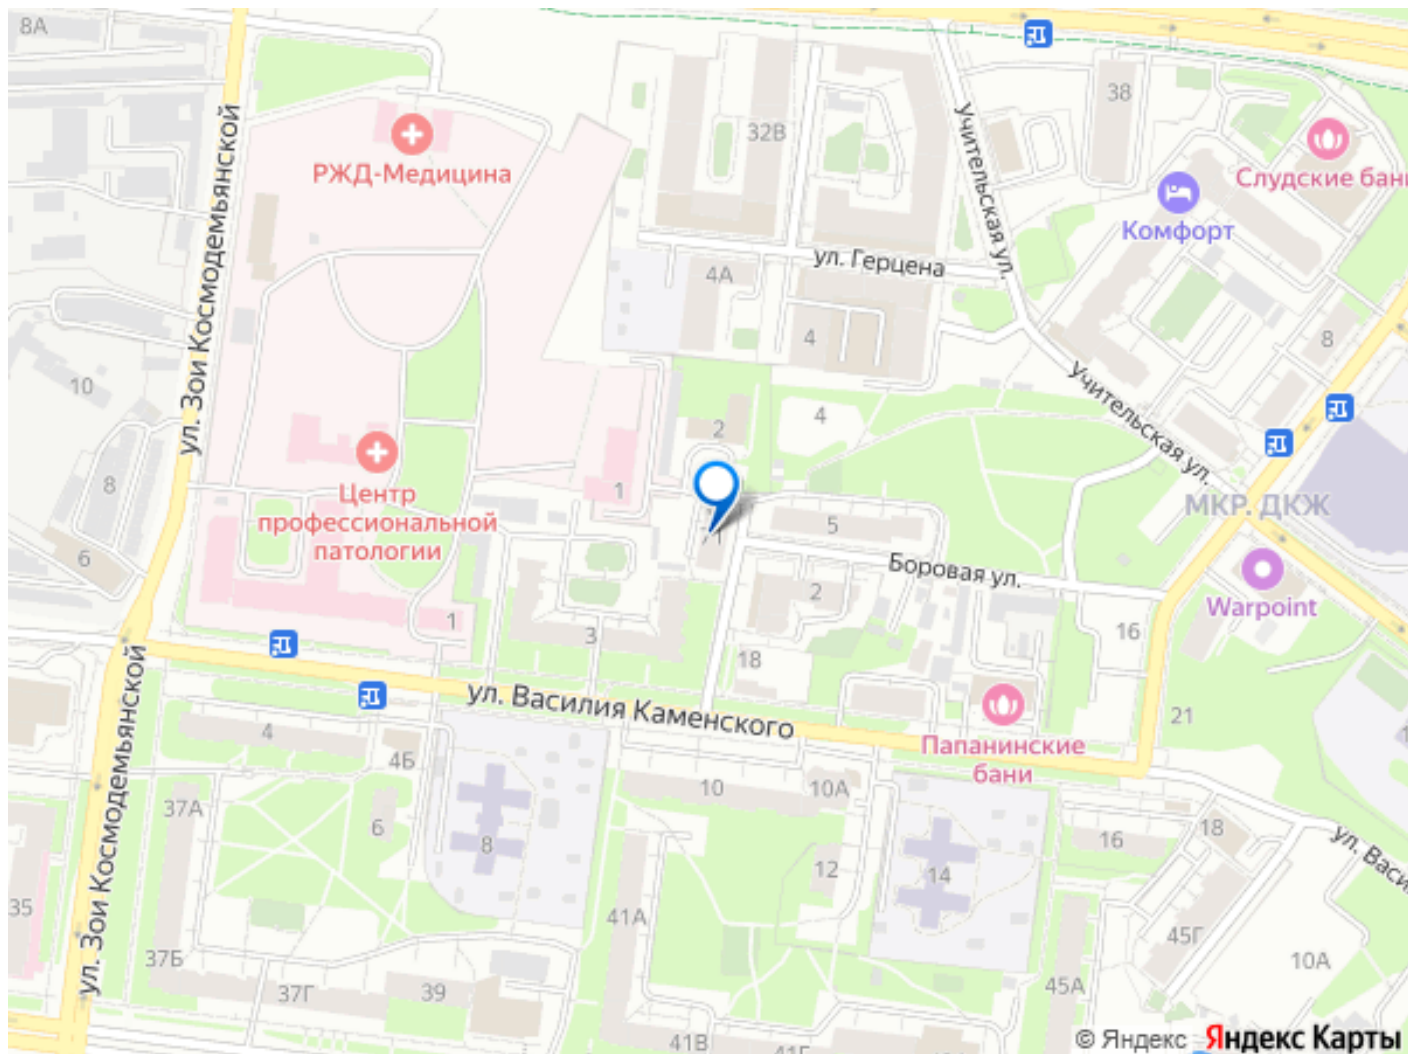 8А
ул. Зои Космодемьянской
РЖД-Медицина
32В
38
Учительская ул.
Слудские бани
Комфорт
4А
ул. Герцена
4
8
10
Учительская ул.
2
4
8
6
Центр
профессиональной
патологии
1
5
МКР. ДКЖ
Боровая ул.
Warpoint
1
3
2
18
16
ул. Зои Космодемьянской
ул. Василия Каменского
Папанинские
бани
21
4
4Б
10
10А
37А
6
8
12
14
16
18
ул. Васи
35
41А
45Г
37Б
10А
37Г
39
45А
41В
© Яндекс Яндекс Карты